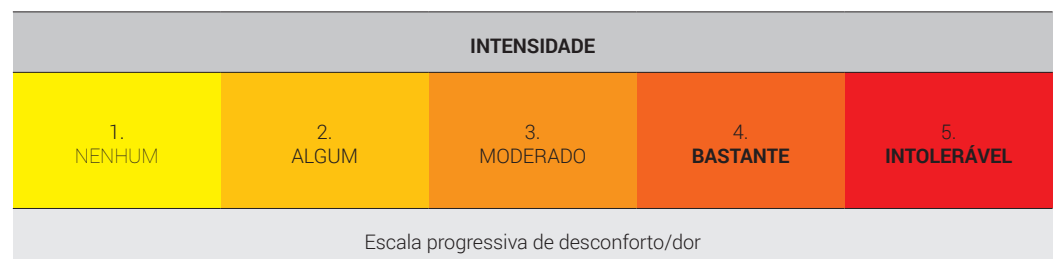 INTENSIDADE
1.
NENHUM
2.
ALGUM
3.
MODERADO
4.
BASTANTE
5.
INTOLERÁVEL
Escala progressiva de desconforto/dor